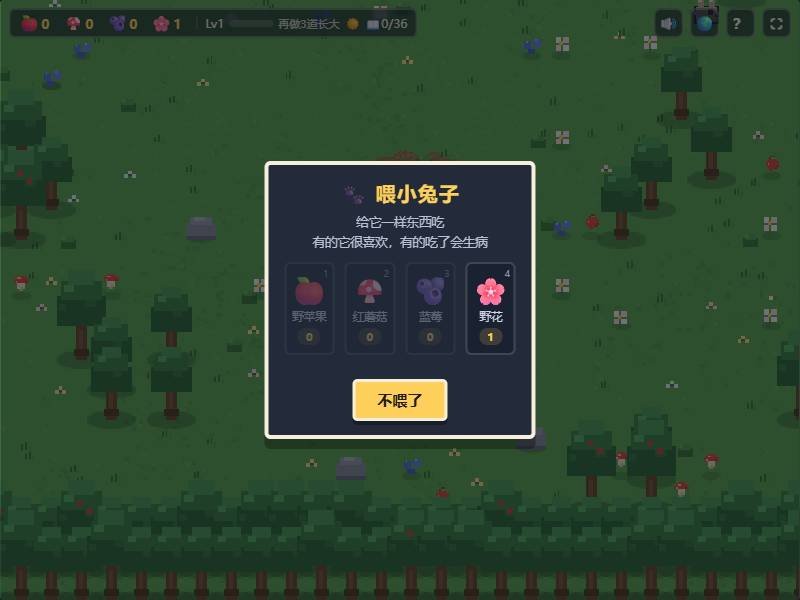 0 0 0 1 Lv1 再做3道长大 0/36 ?
喂小兔子
给它一样东西吃
有的它很喜欢，有的吃了会生病
1 2 3 4
野苹果 红蘑菇 蓝莓 野花
0 0 0 1
不喂了